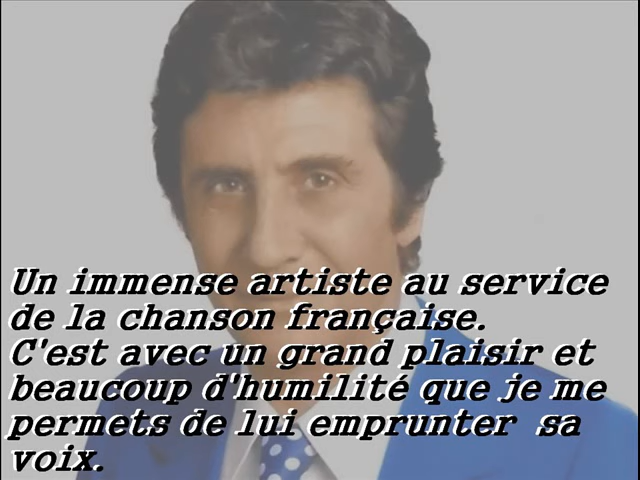 Un immense artiste au service
de la chanson française.
C'est avec un grand plaisir et
beaucoup d'humilité que je me
permets de lui emprunter sa
voix.